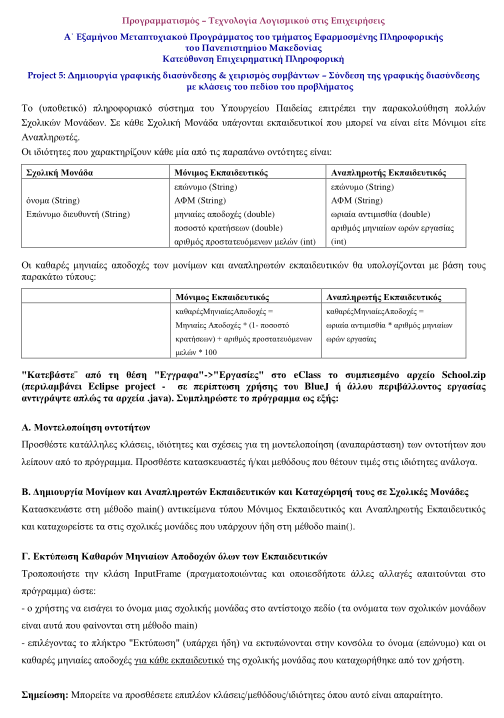 Προγραμματισμός – Τεχνολογία Λογισμικού στις Επιχειρήσεις
Α΄ Εξαμήνου Μεταπτυχιακού Προγράμματος του τμήματος Εφαρμοσμένης Πληροφορικής
του Πανεπιστημίου Μακεδονίας
Κατεύθυνση Επιχειρηματική Πληροφορική
Project 5: Δημιουργία γραφικής διασύνδεσης & χειρισμός συμβάντων – Σύνδεση της γραφικής διασύνδεσης
με κλάσεις του πεδίου του προβλήματος
Το (υποθετικό) πληροφοριακό σύστημα του Υπουργείου Παιδείας επιτρέπει την παρακολούθηση πολλών
Σχολικών Μονάδων. Σε κάθε Σχολική Μονάδα υπάγονται εκπαιδευτικοί που μπορεί να είναι είτε Μόνιμοι είτε
Αναπληρωτές.
Οι ιδιότητες που χαρακτηρίζουν κάθε μία από τις παραπάνω οντότητες είναι:
Σχολική Μονάδα Μόνιμος Εκπαιδευτικός Αναπληρωτής Εκπαιδευτικός
επώνυμο (String) επώνυμο (String)
όνομα (String) ΑΦΜ (String) ΑΦΜ (String)
Επώνυμο διευθυντή (String) μηνιαίες αποδοχές (double) ωριαία αντιμισθία (double)
ποσοστό κρατήσεων (double) αριθμός μηνιαίων ωρών εργασίας
αριθμός προστατευόμενων μελών (int) (int)
Οι καθαρές μηνιαίες αποδοχές των μονίμων και αναπληρωτών εκπαιδευτικών θα υπολογίζονται με βάση τους
παρακάτω τύπους:
Μόνιμος Εκπαιδευτικός Αναπληρωτής Εκπαιδευτικός
καθαρέςΜηνιαίεςΑποδοχές = καθαρέςΜηνιαίεςΑποδοχές =
Μηνιαίες Αποδοχές * (1- ποσοστό ωριαία αντιμισθία * αριθμός μηνιαίων
κρατήσεων) + αριθμός προστατευόμενων ωρών εργασίας
μελών * 100
"Κατεβάστε¨ από τη θέση "Εγγραφα"->"Εργασίες" στο eClass το συμπιεσμένο αρχείο School.zip
(περιλαμβάνει Eclipse project - σε περίπτωση χρήσης του BlueJ ή άλλου περιβάλλοντος εργασίας
αντιγράψτε απλώς τα αρχεία .java). Συμπληρώστε το πρόγραμμα ως εξής:
Α. Μοντελοποίηση οντοτήτων
Προσθέστε κατάλληλες κλάσεις, ιδιότητες και σχέσεις για τη μοντελοποίηση (αναπαράσταση) των οντοτήτων που
λείπουν από το πρόγραμμα. Προσθέστε κατασκευαστές ή/και μεθόδους που θέτουν τιμές στις ιδιότητες ανάλογα.
Β. Δημιουργία Μονίμων και Αναπληρωτών Εκπαιδευτικών και Καταχώρησή τους σε Σχολικές Μονάδες
Κατασκευάστε στη μέθοδο main() αντικείμενα τύπου Μόνιμος Εκπαιδευτικός και Αναπληρωτής Εκπαιδευτικός
και καταχωρείστε τα στις σχολικές μονάδες που υπάρχουν ήδη στη μέθοδο main().
Γ. Εκτύπωση Καθαρών Μηνιαίων Αποδοχών όλων των Εκπαιδευτικών
Τροποποιήστε την κλάση InputFrame (πραγματοποιώντας και οποιεσδήποτε άλλες αλλαγές απαιτούνται στο
πρόγραμμα) ώστε:
- ο χρήστης να εισάγει το όνομα μιας σχολικής μονάδας στο αντίστοιχο πεδίο (τα ονόματα των σχολικών μονάδων
είναι αυτά που φαίνονται στη μέθοδο main)
- επιλέγοντας το πλήκτρο "Εκτύπωση" (υπάρχει ήδη) να εκτυπώνονται στην κονσόλα το όνομα (επώνυμο) και οι
καθαρές μηνιαίες αποδοχές για κάθε εκπαιδευτικό της σχολικής μονάδας που καταχωρήθηκε από τον χρήστη.
Σημείωση: Μπορείτε να προσθέσετε επιπλέον κλάσεις/μεθόδους/ιδιότητες όπου αυτό είναι απαραίτητο.